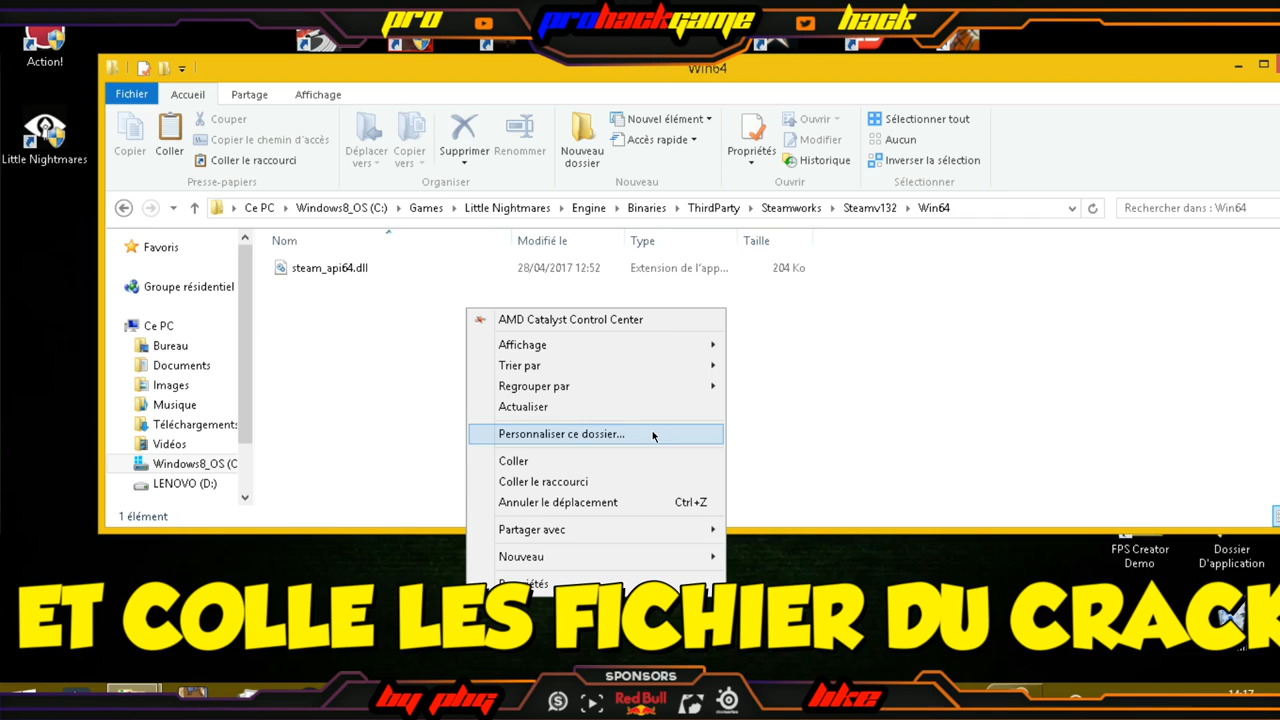 pro
prohackgame
hack
Action!
Little Nightmares
Win64
Fichier
Accueil
Partage
Affichage
Copier
Coller
Couper
Copier le chemin d'accès
Coller le raccourci
Presse-papiers
Déplacer vers
Copier vers
Supprimer
Renommer
Organiser
Nouveau dossier
Nouvel élément
Accès rapide
Nouveau
Propriétés
Ouvrir
Modifier
Historique
Ouvrir
Sélectionner tout
Aucun
Inverser la sélection
Sélectionner
Ce PC
Windows8_OS (C:)
Games
Little Nightmares
Engine
Binaries
ThirdParty
Steamworks
Steamv132
Win64
Rechercher dans : Win64
Favoris
Groupe résidentiel
Ce PC
Bureau
Documents
Images
Musique
Téléchargements
Vidéos
Windows8_OS (C
LENOVO (D:)
Nom
Modifié le
Type
Taille
steam_api64.dll
28/04/2017 12:52
Extension de l'app...
204 Ko
AMD Catalyst Control Center
Affichage
Trier par
Regrouper par
Actualiser
Personnaliser ce dossier...
Coller
Coller le raccourci
Annuler le déplacement Ctrl+Z
Partager avec
Nouveau
Propriétés
1 élément
FPS Creator
Demo
Dossier
D'application
ET COLLE LES FICHIER DU CRACK
SPONSORS
by phg
Red Bull
like
14:17